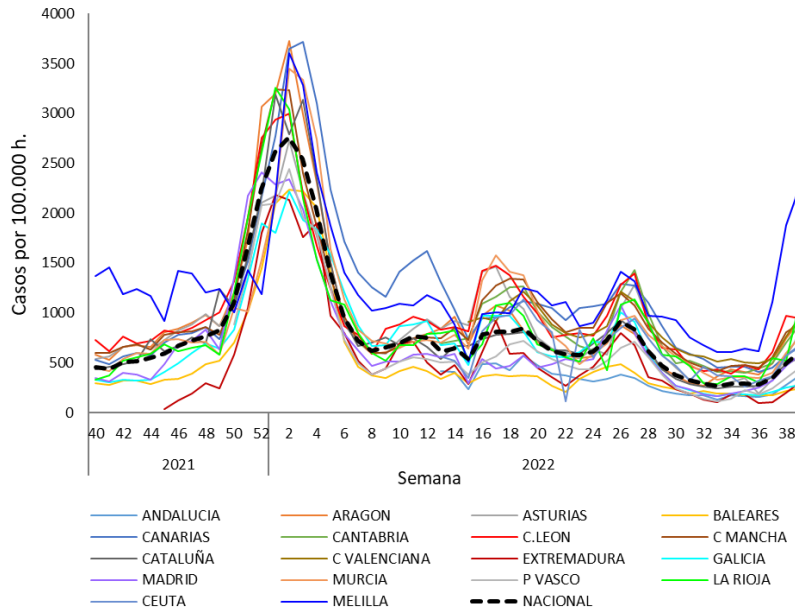 4000
3500
3000
2500
2000
1500
1000
500
0
Casos por 100.000 h.
40 42 44 46 48 50 52 2 4 6 8 10 12 14 16 18 20 22 24 26 28 30 32 34 36 38
2021 2022
Semana
ANDALUCIA ARAGON ASTURIAS BALEARES
CANARIAS CANTABRIA C.LEON C MANCHA
CATALUÑA C VALENCIANA EXTREMADURA GALICIA
MADRID MURCIA P VASCO LA RIOJA
CEUTA MELILLA NACIONAL